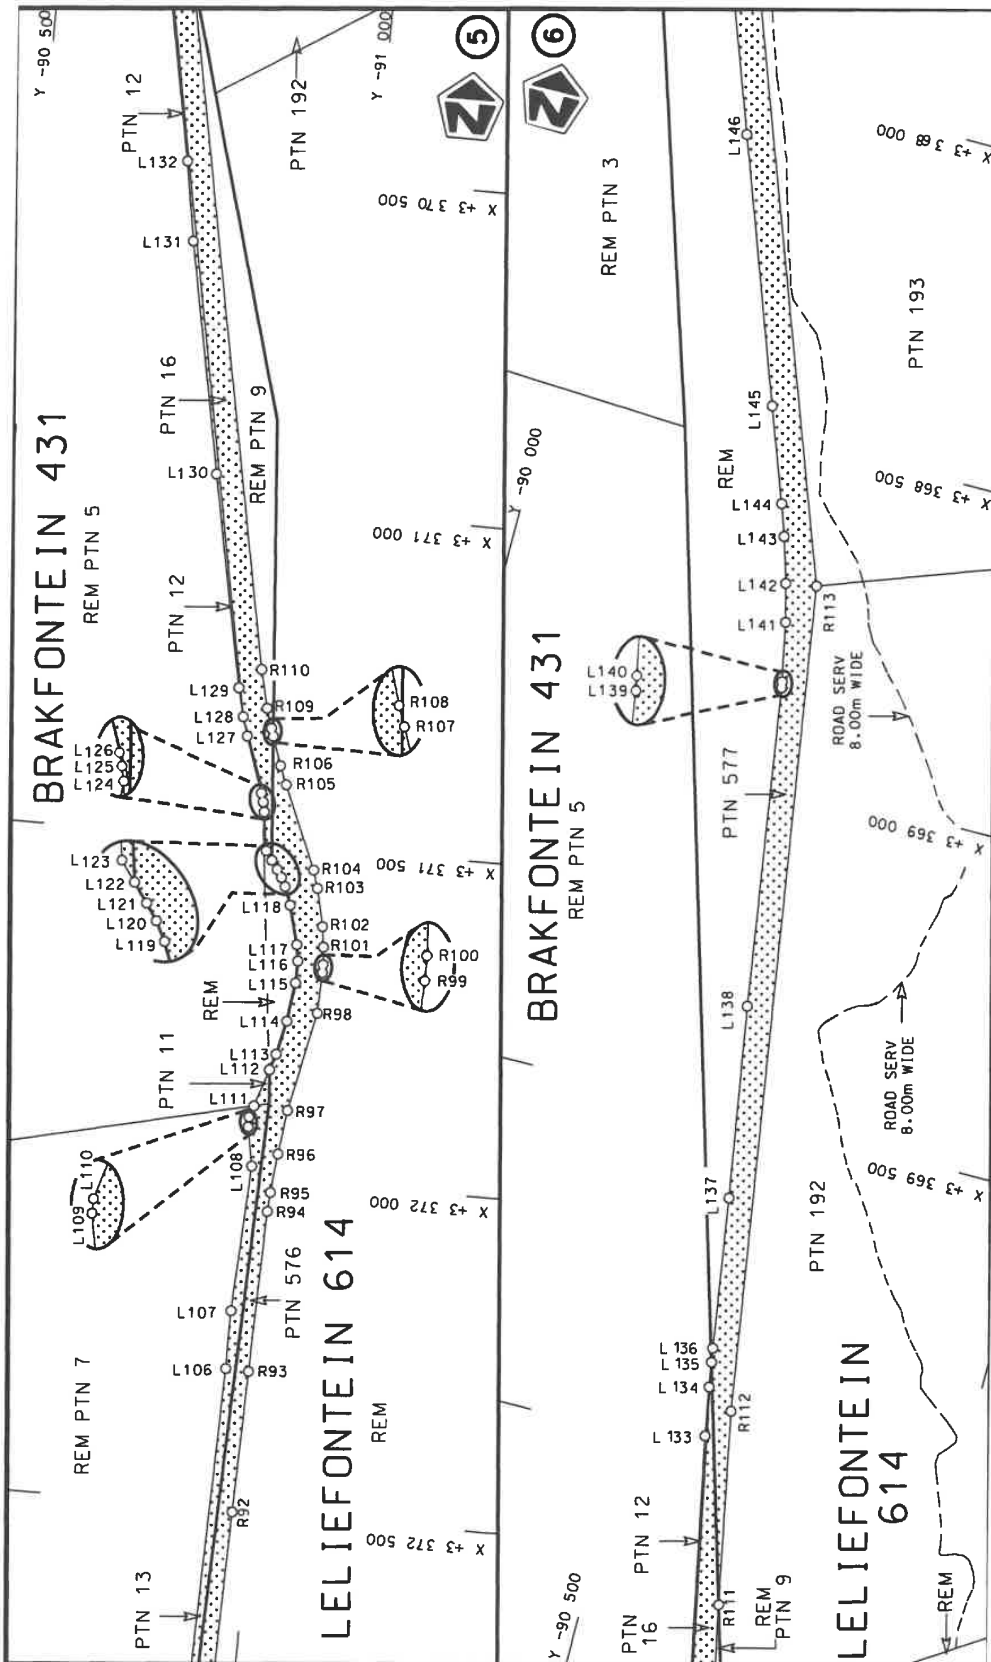 Y -90 500
PTN 12
L132
L131
PTN 192
Y -91 000
5
N
X +3 370 500
PTN 16
BRAKFONTEIN 431
REM PTN 5
L130
REM PTN 9
X +3 371 000
PTN 12
R110
L129
R109
L128
L127
R108
R107
L126
L125
L124
R106
R105
L123
L122
L121
L120
L119
L118
R104
R103
X +3 371 500
R102
R101
L117
L116
L115
R100
R99
REM
L114
R98
L113
L112
PTN 11
L111
R97
L110
L109
L108
R96
R95
R94
X +3 372 000
L107
PTN 576
LELIEFONTEIN 614
REM
L106
R93
REM PTN 7
R92
X +3 372 500
PTN 13
6
N
L146
X +3 368 000
REM PTN 3
PTN 193
L145
Y -90 000
REM
L144
L143
X +3 368 500
L142
L141
R113
BRAKFONTEIN 431
REM PTN 5
L140
L139
ROAD SERV
8.00m WIDE
PTN 577
X +3 369 000
L138
ROAD SERV
8.00m WIDE
L137
PTN 192
X +3 369 500
L 136
L 135
L 134
R112
L 133
LELIEFONTEIN
614
PTN 12
Y -90 500
R111
PTN
16
REM
PTN 9
REM